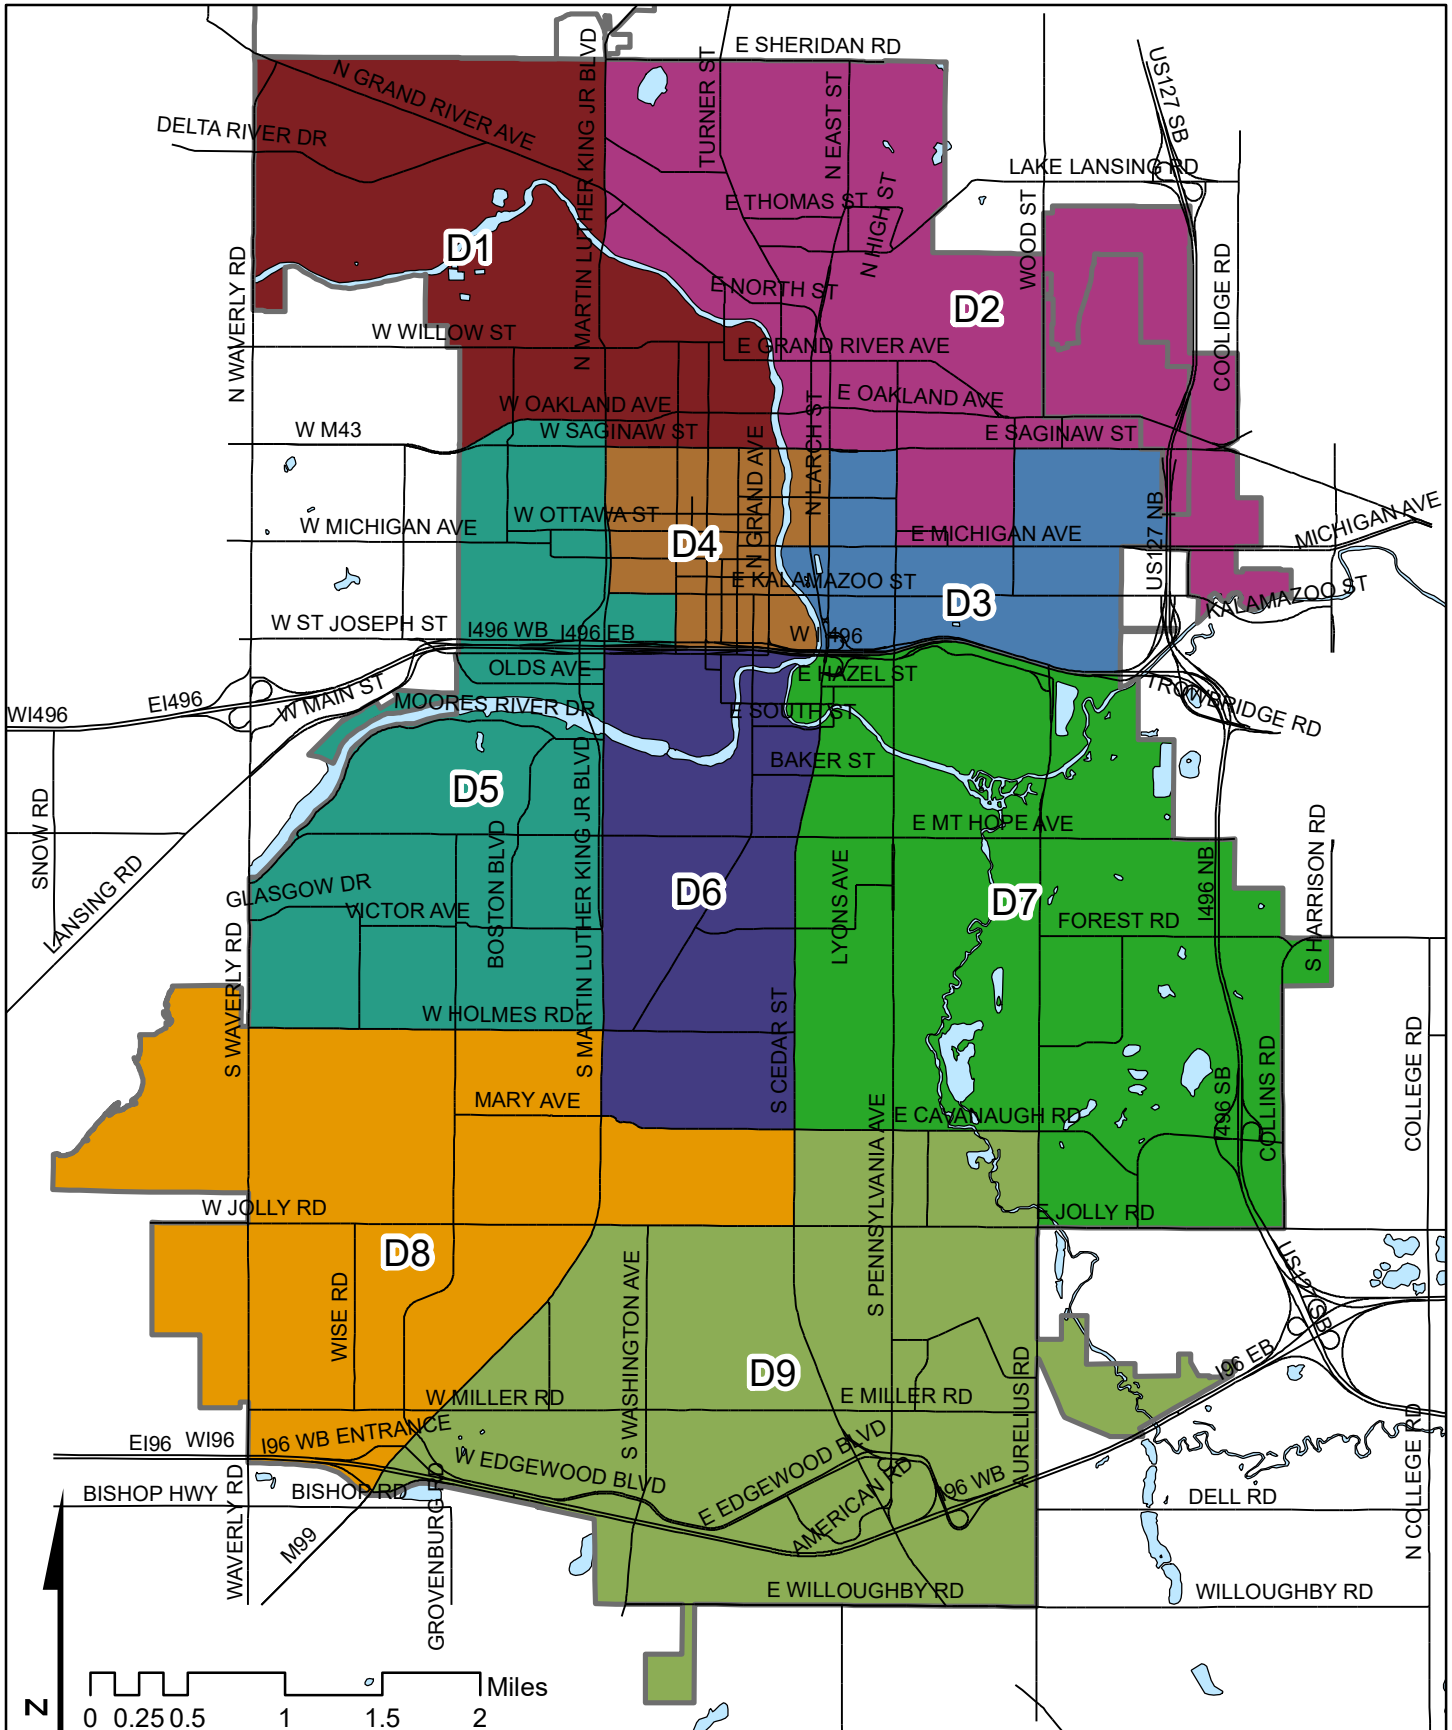 E SHERIDAN RD
N GRAND RIVER AVE
DELTA RIVER DR
N MARTIN LUTHER KING JR BLVD
TURNER ST
N EAST ST
US127 SB
LAKE LANSING RD
E THOMAS ST
N HIGH ST
WOOD ST
D1
N WAVERLY RD
E NORTH ST
D2
COOLIDGE RD
W WILLOW ST
E GRAND RIVER AVE
W OAKLAND AVE
E OAKLAND AVE
W M43
W SAGINAW ST
E SAGINAW ST
N GRAND AVE
N LARCH ST
W OTTAWA ST
W MICHIGAN AVE
D4
E MICHIGAN AVE
US127 NB
MICHIGAN AVE
E KALAMAZOO ST
D3
KALAMAZOO ST
W ST JOSEPH ST
I496 WB
I496 EB
W I496
OLDS AVE
E HAZEL ST
EI496
WI496
W MAIN ST
MOORES RIVER DR
E SOUTH ST
TROWBRIDGE RD
BAKER ST
D5
S MARTIN LUTHER KING JR BLVD
SNOW RD
E MT HOPE AVE
S HARRISON RD
LANSING RD
GLASGOW DR
VICTOR AVE
BOSTON BLVD
D6
LYONS AVE
D7
I496 NB
FOREST RD
S WAVERLY RD
W HOLMES RD
S CEDAR ST
MARY AVE
S PENNSYLVANIA AVE
E CAVANAUGH RD
I496 SB
COLLINS RD
COLLEGE RD
W JOLLY RD
E JOLLY RD
D8
WISE RD
S WASHINGTON AVE
D9
US127 SB
I96 EB
W MILLER RD
E MILLER RD
AURELIUS RD
EI96
WI96
I96 WB ENTRANCE
W EDGEWOOD BLVD
E EDGEWOOD BLVD
AMERICAN RD
I96 WB
N COLLEGE RD
BISHOP HWY
BISHOP RD
DELL RD
WAVERLY RD
M99
GROVENBURG RD
E WILLOUGHBY RD
WILLOUGHBY RD
Miles
0 0.25 0.5 1 1.5 2
N